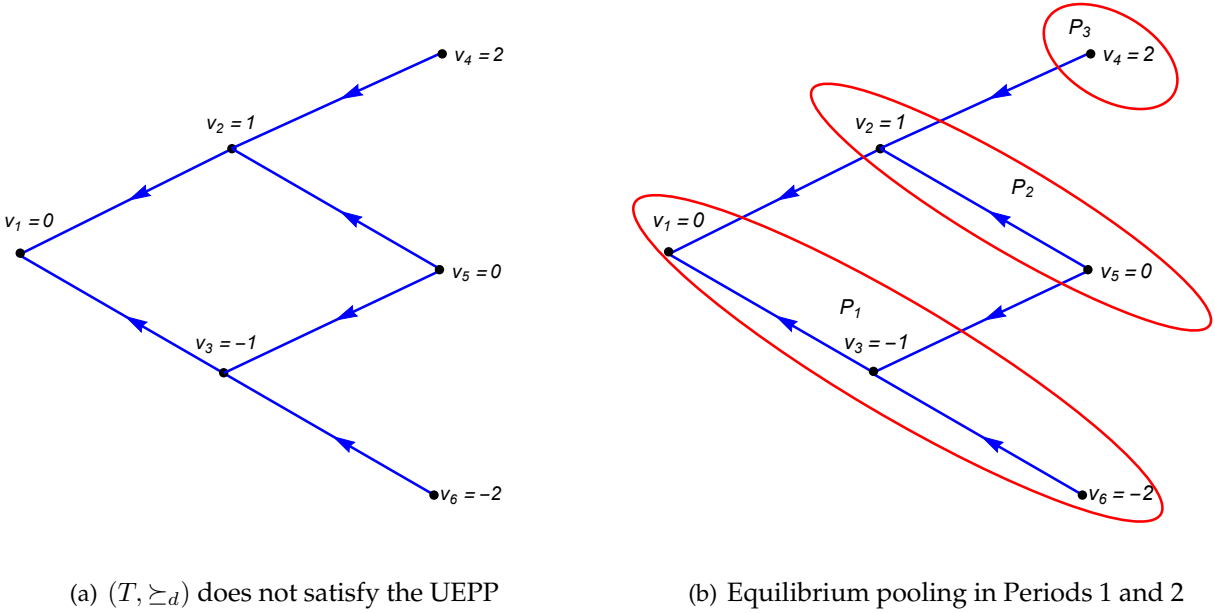 v₄ = 2
v₂ = 1
v₁ = 0
v₅ = 0
v₃ = −1
v₆ = −2
(a) (T, ⪰_d) does not satisfy the UEPP
P₃
v₄ = 2
v₂ = 1
P₂
v₁ = 0
v₅ = 0
P₁
v₃ = −1
v₆ = −2
(b) Equilibrium pooling in Periods 1 and 2